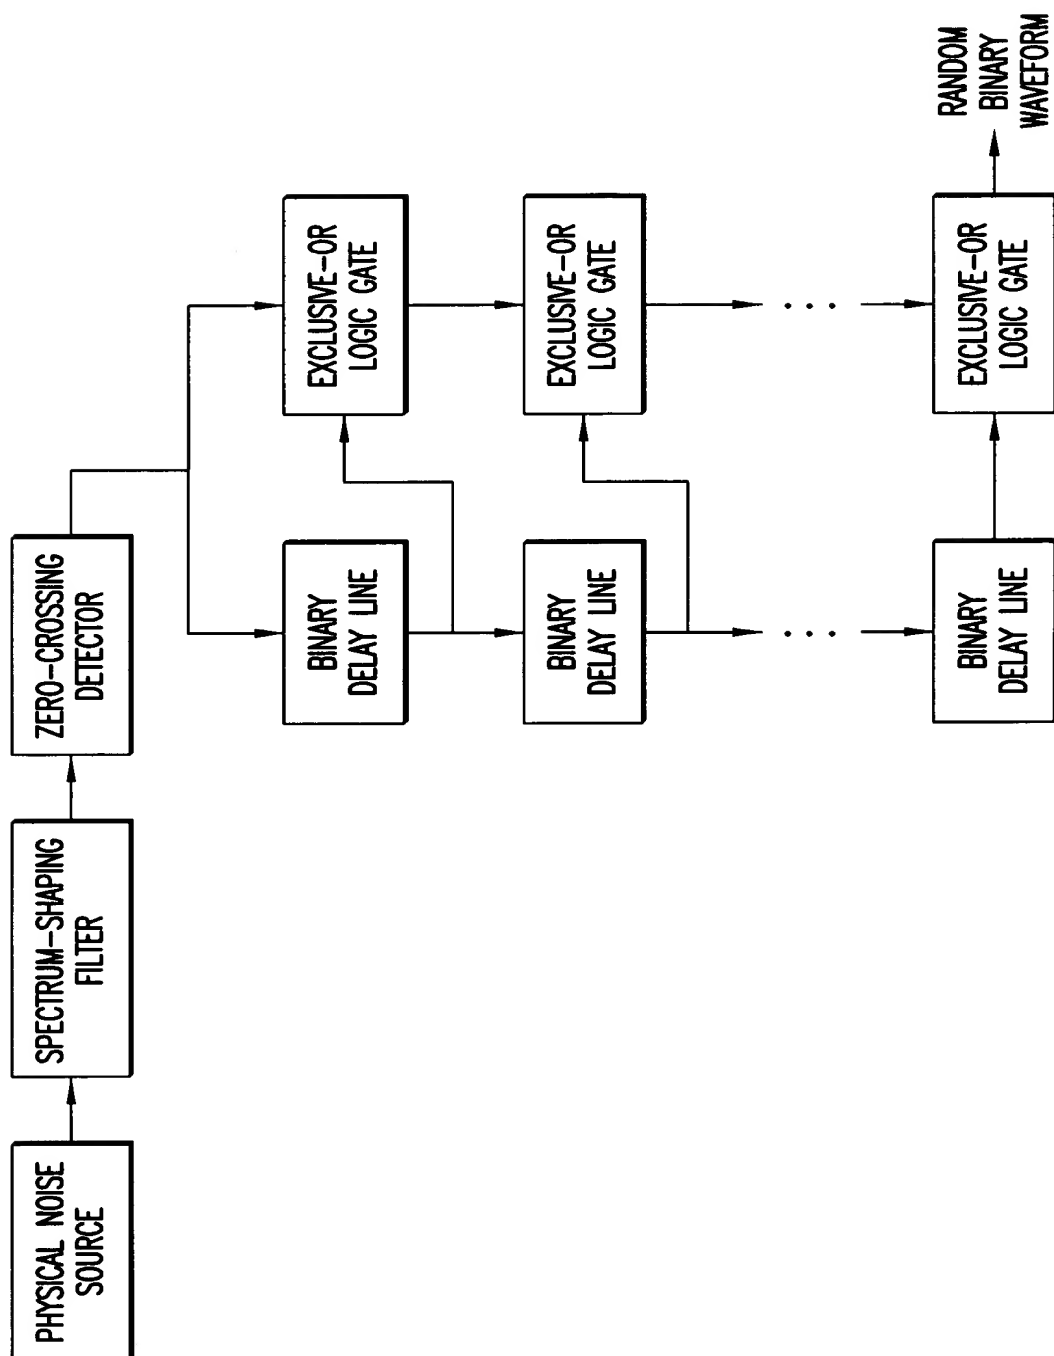 PHYSICAL NOISE
SOURCE
SPECTRUM-SHAPING
FILTER
ZERO-CROSSING
DETECTOR
BINARY
DELAY LINE
EXCLUSIVE-OR
LOGIC GATE
BINARY
DELAY LINE
EXCLUSIVE-OR
LOGIC GATE
. . .
. . .
BINARY
DELAY LINE
EXCLUSIVE-OR
LOGIC GATE
RANDOM
BINARY
WAVEFORM